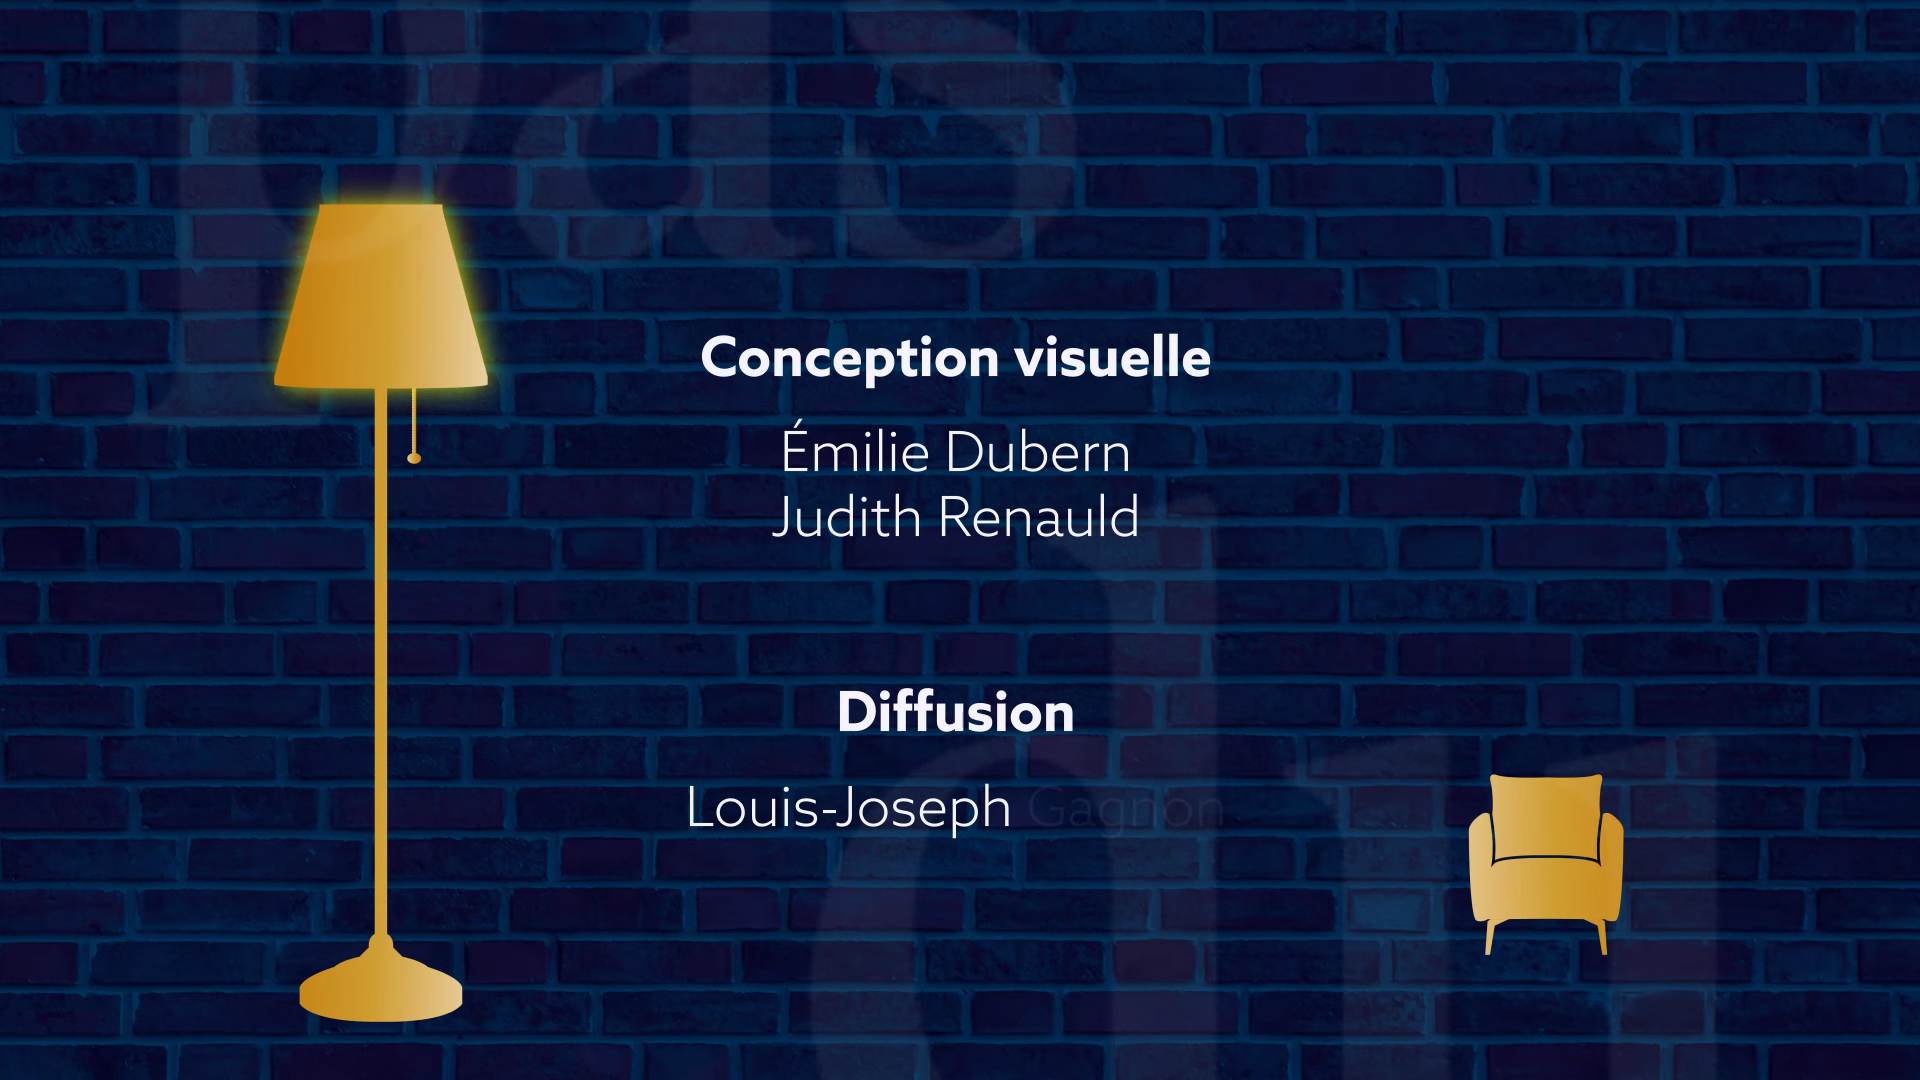 Conception visuelle
Émilie Dubern
Judith Renauld
Diffusion
Louis-Joseph Gagnon